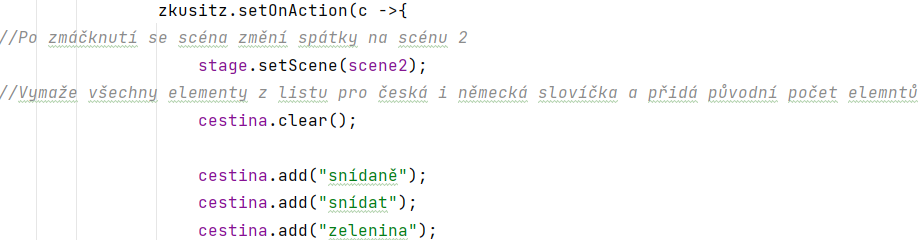 zkusitz.setOnAction(c ->{
//Po zmáčknutí se scéna změní spátky na scénu 2
stage.setScene(scene2);
//Vymaže všechny elementy z listu pro česká i německá slovíčka a přidá původní počet elemntů
cestina.clear();
cestina.add("snídaně");
cestina.add("snídat");
cestina.add("zelenina");